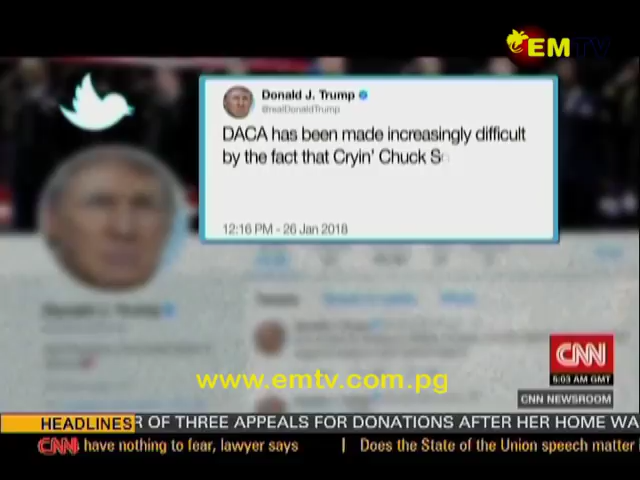 EMTV
Donald J. Trump
@realDonaldTrump
DACA has been made increasingly difficult
by the fact that Cryin' Chuck S
12:16 PM - 26 Jan 2018
CNN
5:03 AM GMT
CNN NEWSROOM
www.emtv.com.pg
HEADLINES R OF THREE APPEALS FOR DONATIONS AFTER HER HOME WA
CNN have nothing to fear, lawyer says | Does the State of the Union speech matter